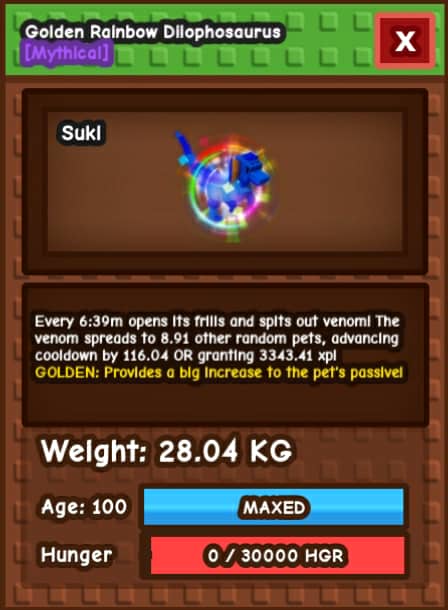 Golden Rainbow Dilophosaurus
[Mythical]
X
Suki
Every 6:39m opens its frills and spits out venom! The
venom spreads to 8.91 other random pets, advancing
cooldown by 116.04 OR granting 3343.41 xp!
GOLDEN: Provides a big increase to the pet's passive!
Weight: 28.04 KG
Age: 100
MAXED
Hunger
0 / 30000 HGR